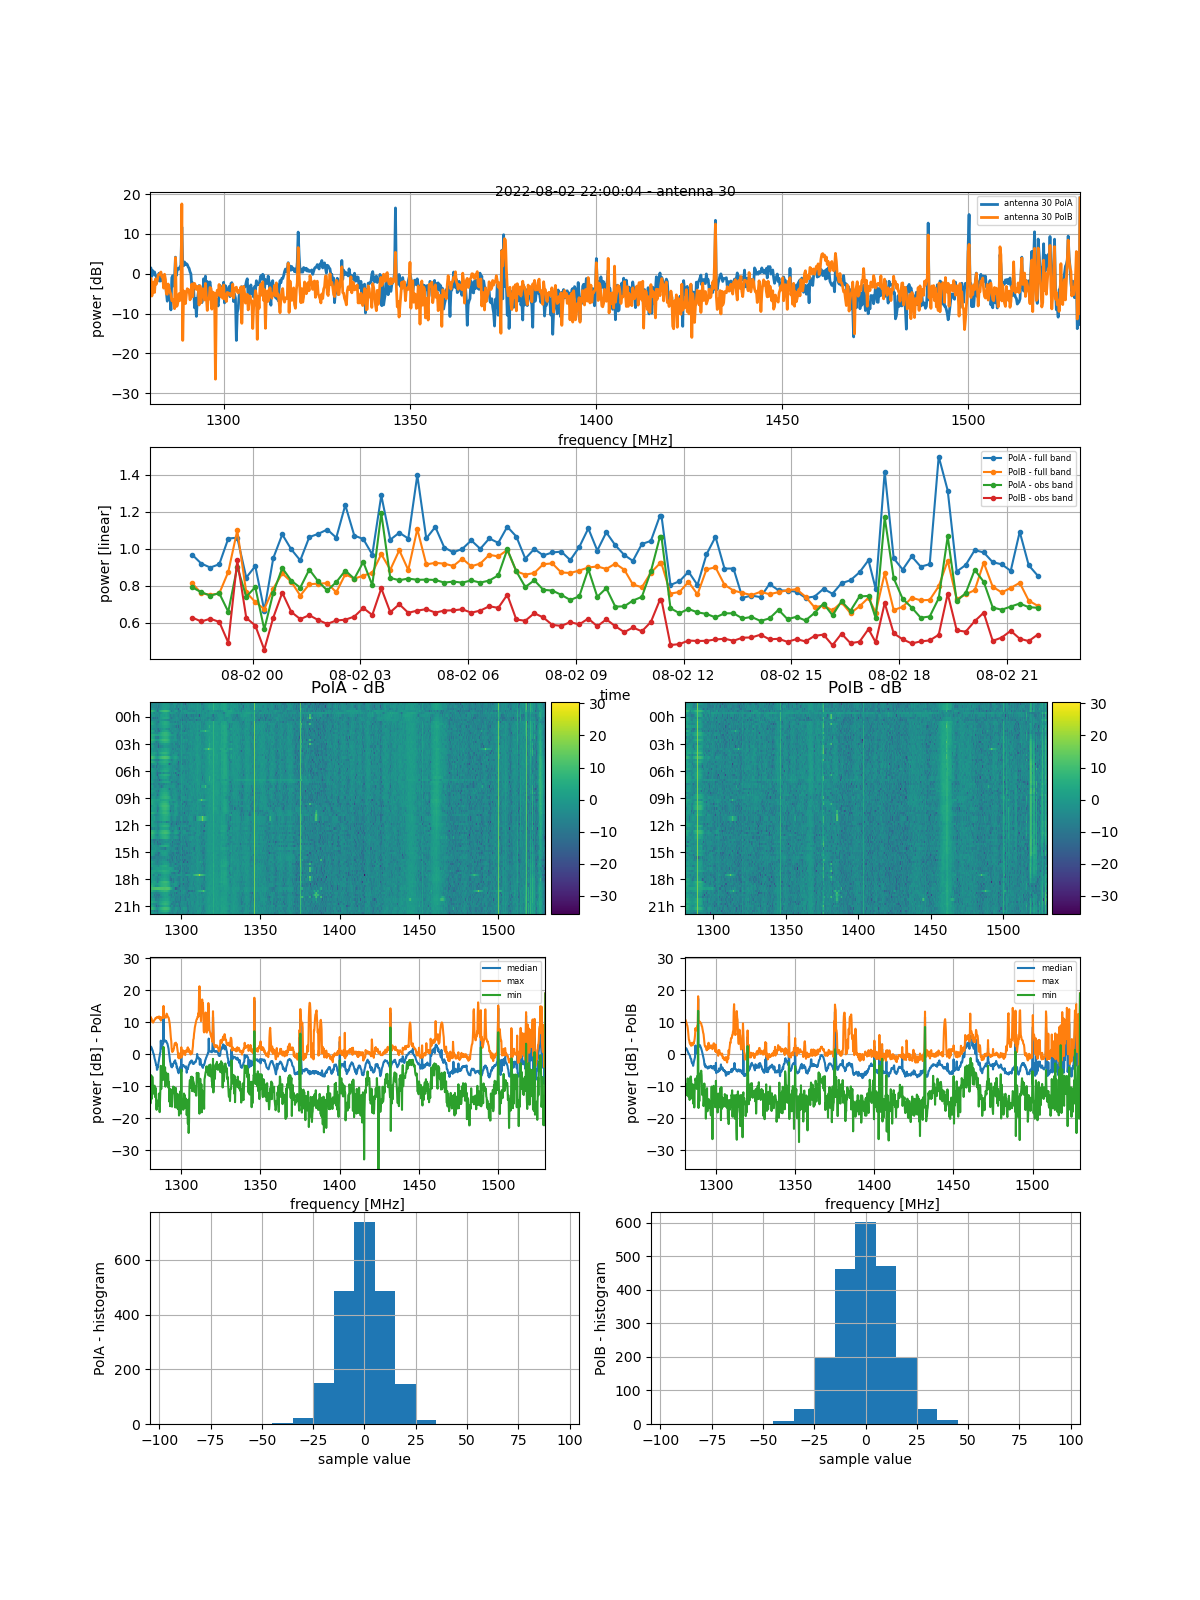 2022-08-02 22:00:04 - antenna 30
power [dB]
20
10
0
−10
−20
−30
antenna 30 PolA
antenna 30 PolB
1300 1350 1400 1450 1500
frequency [MHz]
power [linear]
1.4
1.2
1.0
0.8
0.6
PolA - full band
PolB - full band
PolA - obs band
PolB - obs band
08-02 00 08-02 03 08-02 06 08-02 09 08-02 12 08-02 15 08-02 18 08-02 21
time
PolA - dB
00h
03h
06h
09h
12h
15h
18h
21h
1300 1350 1400 1450 1500
30
20
10
0
−10
−20
−30
PolB - dB
00h
03h
06h
09h
12h
15h
18h
21h
1300 1350 1400 1450 1500
30
20
10
0
−10
−20
−30
power [dB] - PolA
30
20
10
0
−10
−20
−30
median
max
min
1300 1350 1400 1450 1500
frequency [MHz]
power [dB] - PolB
30
20
10
0
−10
−20
−30
median
max
min
1300 1350 1400 1450 1500
frequency [MHz]
PolA - histogram
600
400
200
0
−100 −75 −50 −25 0 25 50 75 100
sample value
PolB - histogram
600
500
400
300
200
100
0
−100 −75 −50 −25 0 25 50 75 100
sample value